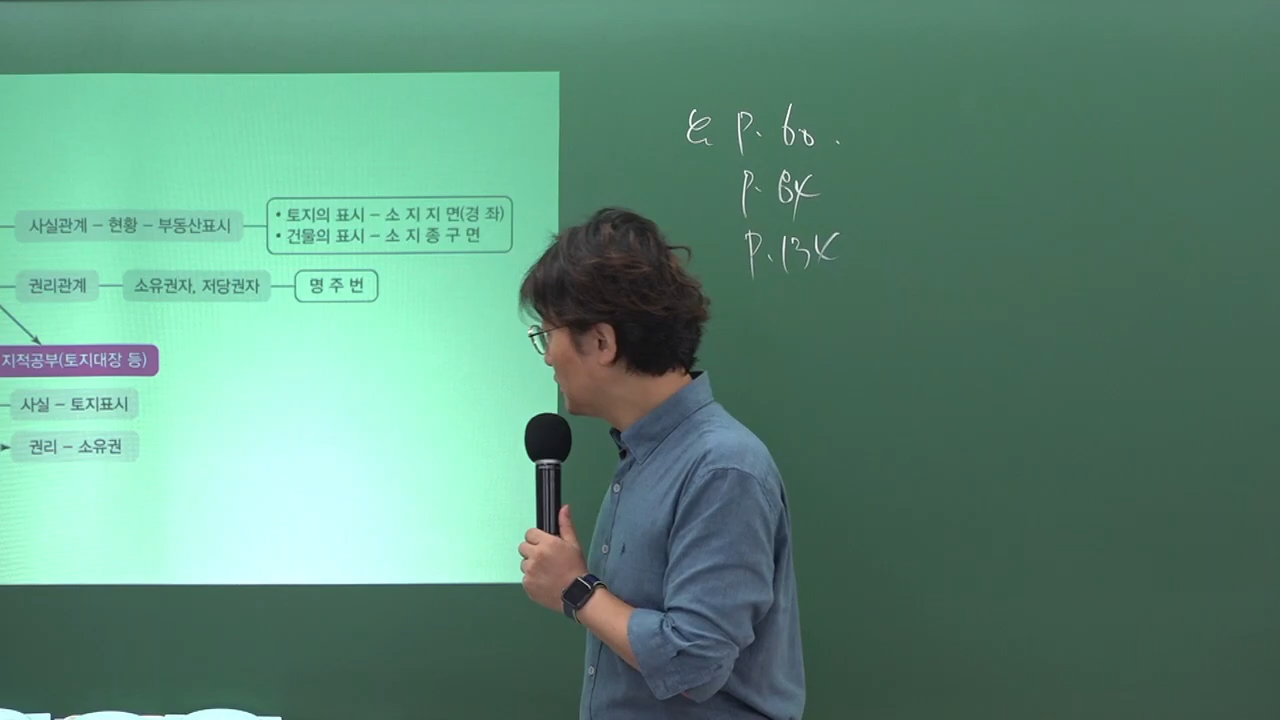 사실관계 – 현황 – 부동산표시
• 토지의 표시 – 소 지 지 면(경 좌)
• 건물의 표시 – 소 지 종 구 면
권리관계
소유권자, 저당권자
명 주 번
지적공부(토지대장 등)
사실 – 토지표시
권리 – 소유권
p. 60.
p. 64
p. 134